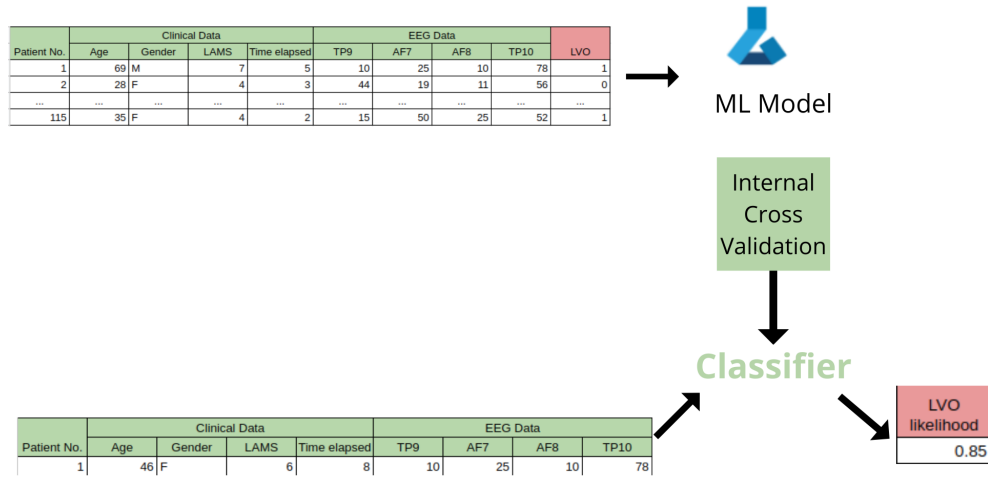 Clinical Data EEG Data
Patient No. Age Gender LAMS Time elapsed TP9 AF7 AF8 TP10 LVO
1 69 M 7 5 10 25 10 78 1
2 28 F 4 3 44 19 11 56 0
... ... ... ... ... ... ... ... ... ...
115 35 F 4 2 15 50 25 52 1
ML Model
Internal
Cross
Validation
Classifier
Clinical Data EEG Data
Patient No. Age Gender LAMS Time elapsed TP9 AF7 AF8 TP10
1 46 F 6 8 10 25 10 78
LVO
likelihood
0.85